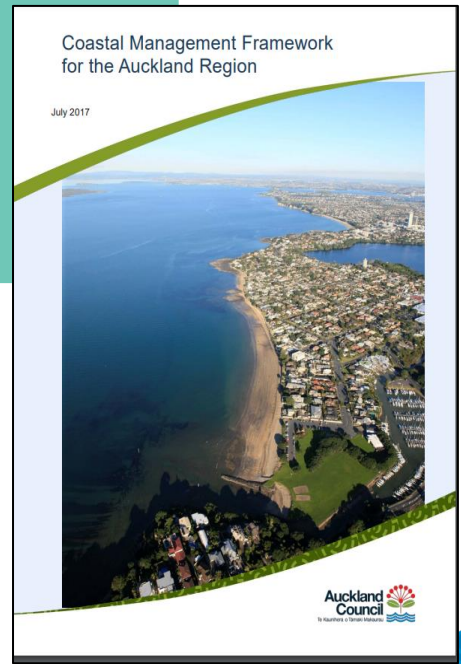 Coastal Management Framework
for the Auckland Region
July 2017
Auckland
Council
Te Kaunihera o Tāmaki Makaurau